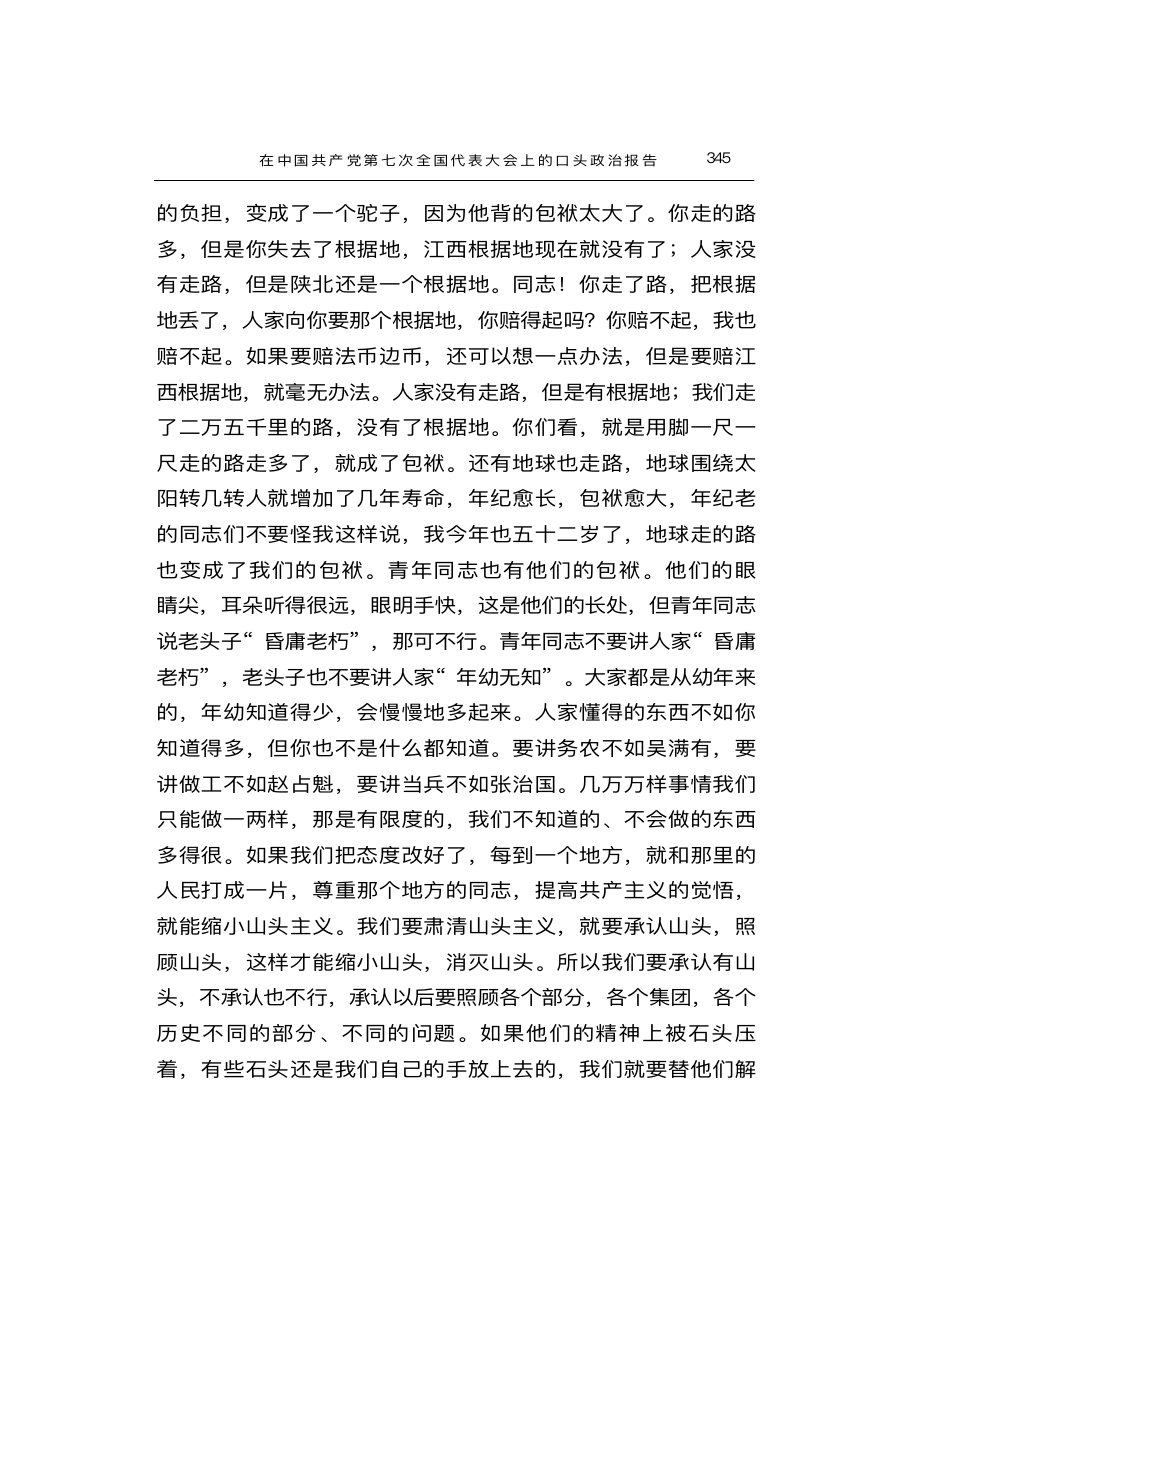 在中国共产党第七次全国代表大会上的口头政治报告 345
的负担，变成了一个驼子，因为他背的包袱太大了。你走的路
多，但是你失去了根据地，江西根据地现在就没有了；人家没
有走路，但是陕北还是一个根据地。同志！你走了路，把根据
地丢了，人家向你要那个根据地，你赔得起吗？你赔不起，我也
赔不起。如果要赔法币边币，还可以想一点办法，但是要赔江
西根据地，就毫无办法。人家没有走路，但是有根据地；我们走
了二万五千里的路，没有了根据地。你们看，就是用脚一尺一
尺走的路走多了，就成了包袱。还有地球也走路，地球围绕太
阳转几转人就增加了几年寿命，年纪愈长，包袱愈大，年纪老
的同志们不要怪我这样说，我今年也五十二岁了，地球走的路
也变成了我们的包袱。青年同志也有他们的包袱。他们的眼
睛尖，耳朵听得很远，眼明手快，这是他们的长处，但青年同志
说老头子“昏庸老朽”，那可不行。青年同志不要讲人家“昏庸
老朽”，老头子也不要讲人家“年幼无知”。大家都是从幼年来
的，年幼知道得少，会慢慢地多起来。人家懂得的东西不如你
知道得多，但你也不是什么都知道。要讲务农不如吴满有，要
讲做工不如赵占魁，要讲当兵不如张治国。几万万样事情我们
只能做一两样，那是有限度的，我们不知道的、不会做的东西
多得很。如果我们把态度改好了，每到一个地方，就和那里的
人民打成一片，尊重那个地方的同志，提高共产主义的觉悟，
就能缩小山头主义。我们要肃清山头主义，就要承认山头，照
顾山头，这样才能缩小山头，消灭山头。所以我们要承认有山
头，不承认也不行，承认以后要照顾各个部分，各个集团，各个
历史不同的部分、不同的问题。如果他们的精神上被石头压
着，有些石头还是我们自己的手放上去的，我们就要替他们解